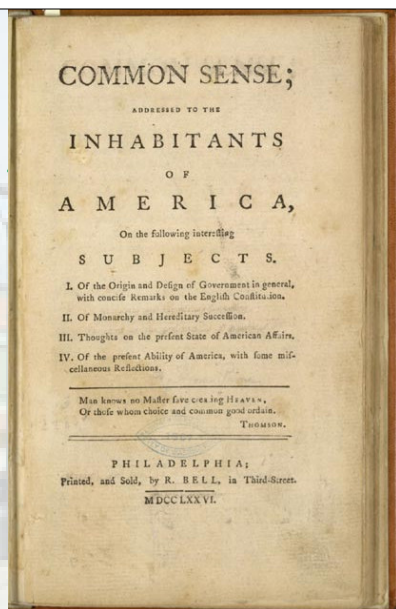 COMMON SENSE;
ADDRESSED TO THE
INHABITANTS
OF
AMERICA,
On the following interesting
SUBJECTS.
I. Of the Origin and Design of Government in general,
with concise Remarks on the English Constitution.
II. Of Monarchy and Hereditary Succession.
III. Thoughts on the present State of American Affairs.
IV. Of the present Ability of America, with some mis-
cellaneous Reflections.
Man knows no Master save creating HEAVEN,
Or those whom choice and common good ordain.
THOMSON.
PHILADELPHIA;
Printed, and Sold, by R. BELL, in Third-Street.
MDCCLXXVI.